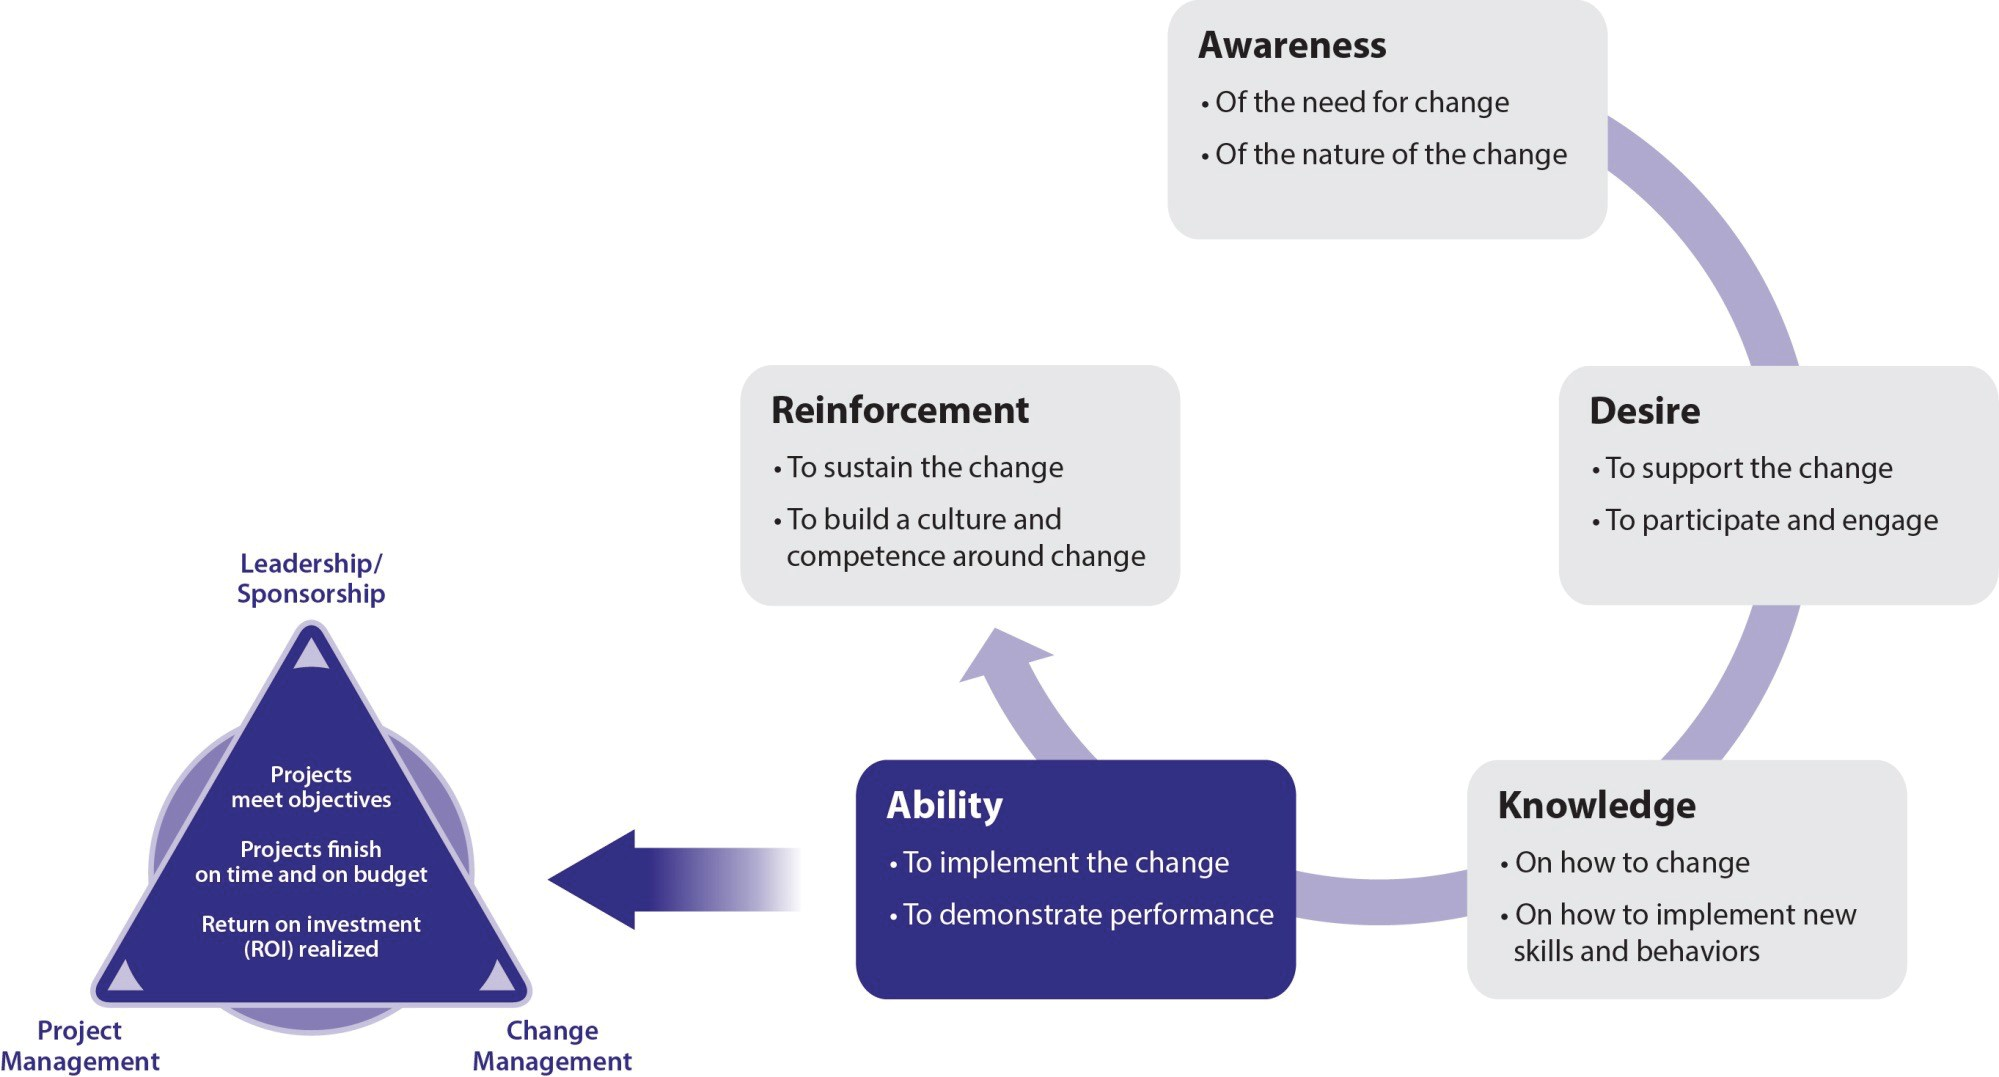 Awareness
• Of the need for change
• Of the nature of the change
Desire
• To support the change
• To participate and engage
Knowledge
• On how to change
• On how to implement new
skills and behaviors
Ability
• To implement the change
• To demonstrate performance
Reinforcement
• To sustain the change
• To build a culture and
competence around change
Leadership/
Sponsorship
Projects
meet objectives
Projects finish
on time and on budget
Return on investment
(ROI) realized
Project
Management
Change
Management